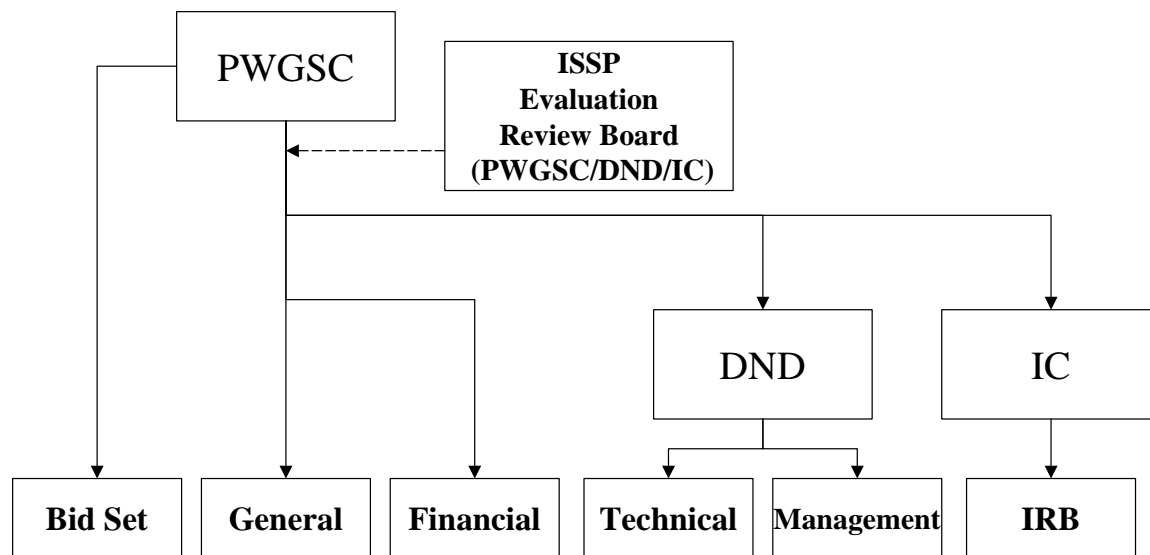 PWGSC
ISSP
Evaluation
Review Board
(PWGSC/DND/IC)
DND
IC
Bid Set
General
Financial
Technical
Management
IRB